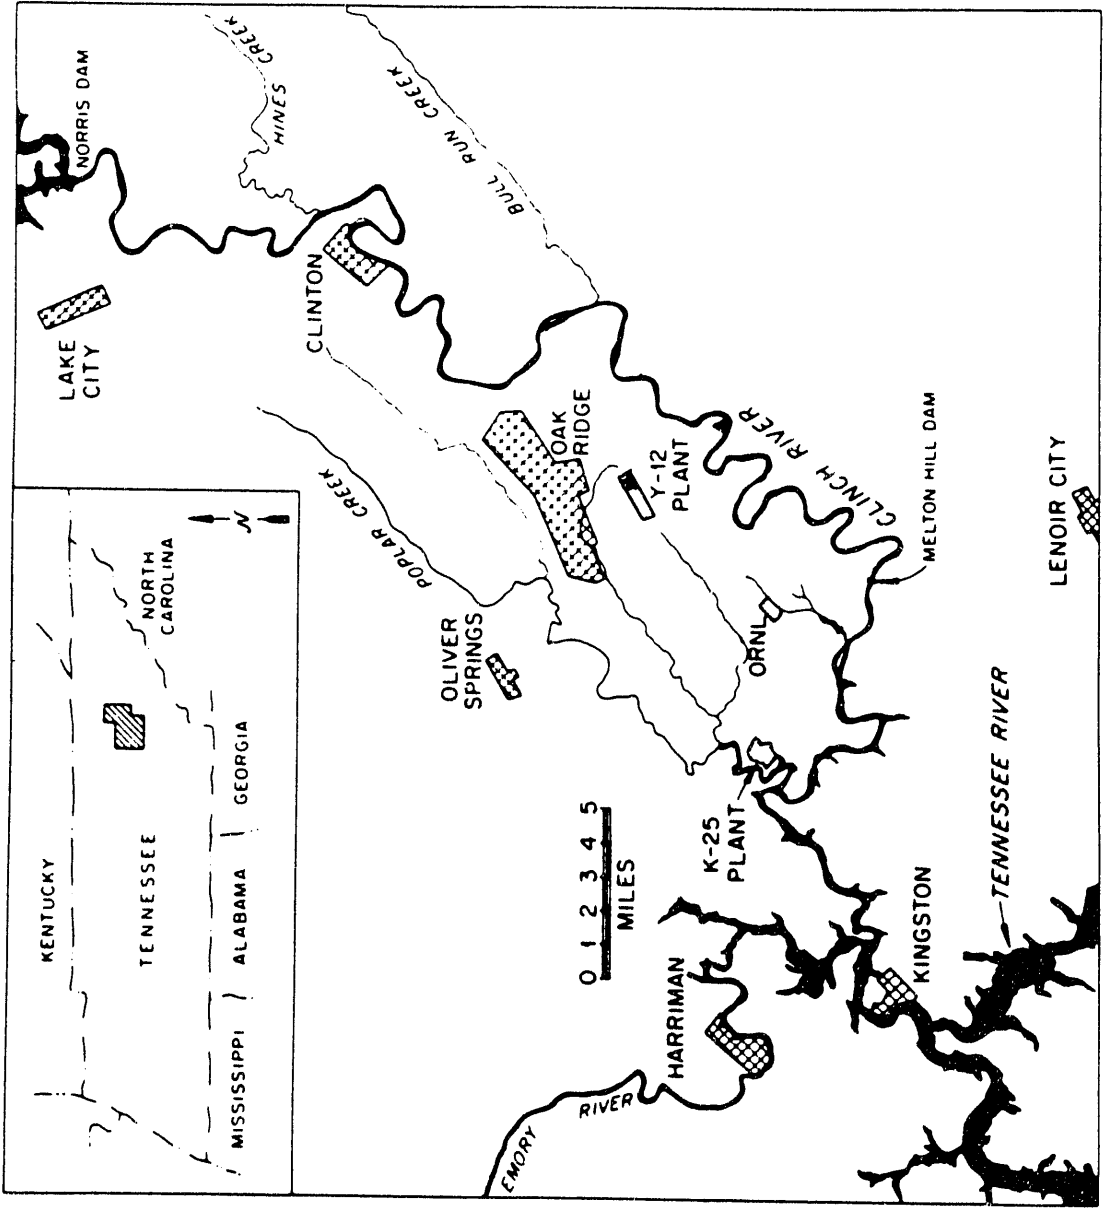 KENTUCKY
TENNESSEE
NORTH
CAROLINA
MISSISSIPPI
ALABAMA
GEORGIA
N
LAKE
CITY
NORRIS DAM
HINES CREEK
BULL RUN CREEK
CLINTON
POPLAR CREEK
OLIVER
SPRINGS
OAK
RIDGE
Y-12
PLANT
CLINCH RIVER
MELTON HILL DAM
LENOIR CITY
ORNL
K-25
PLANT
0 1 2 3 4 5
MILES
HARRIMAN
EMORY RIVER
KINGSTON
TENNESSEE RIVER